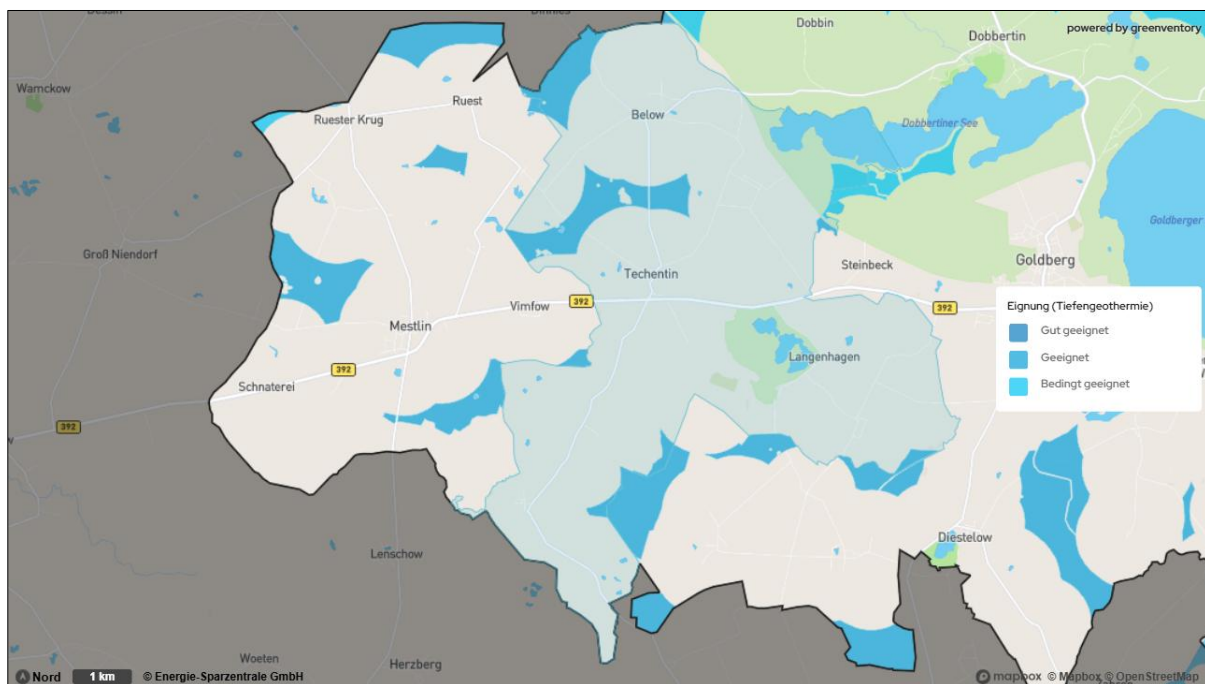 Dobbin
powered by greenventory
Dobbertin
Warnckow
Ruest
Ruester Krug
Below
Dobbertiner See
Goldberger
Groß Niendorf
Steinbeck
Goldberg
Techentin
Vimfow
392
392
Mestlin
Langenhagen
Schnaterei
392
392
Eignung (Tiefengeothermie)
Gut geeignet
Geeignet
Bedingt geeignet
Diestelow
Lenschow
Woeten
Herzberg
Nord
1 km
© Energie-Sparzentrale GmbH
mapbox © Mapbox © OpenStreetMap